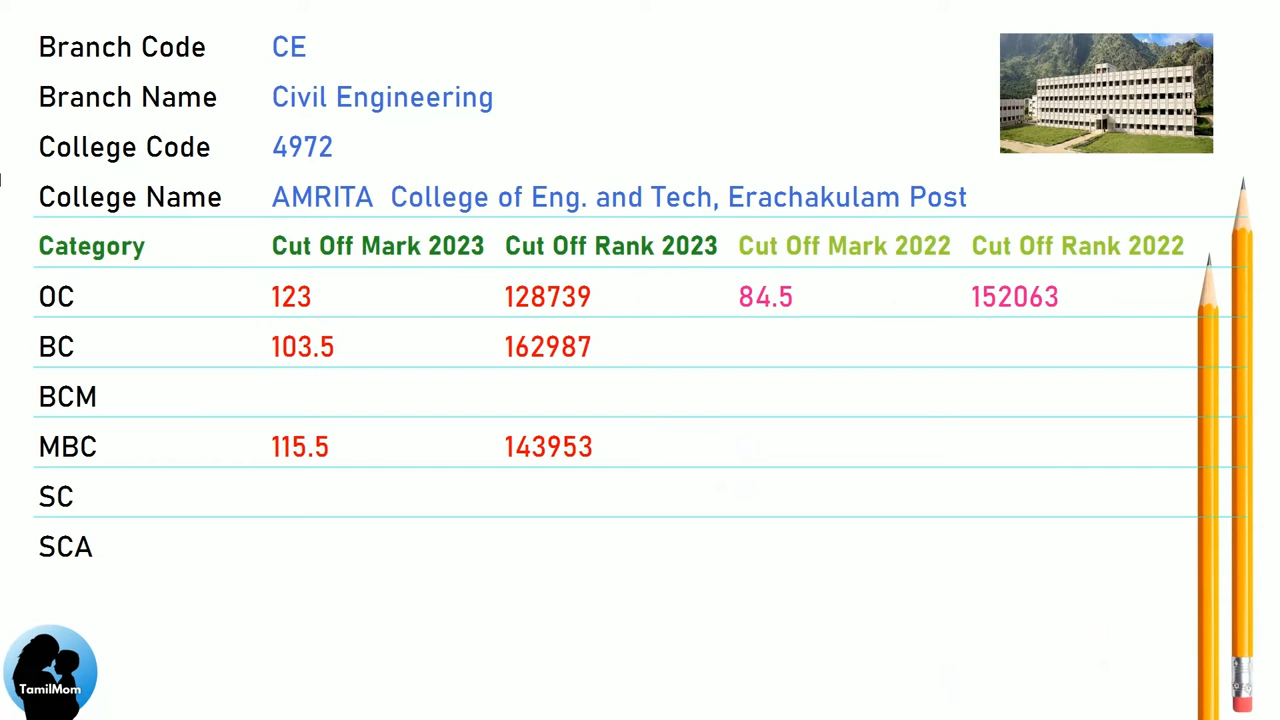 Branch Code CE
Branch Name Civil Engineering
College Code 4972
College Name AMRITA College of Eng. and Tech, Erachakulam Post
Category Cut Off Mark 2023 Cut Off Rank 2023 Cut Off Mark 2022 Cut Off Rank 2022
OC 123 128739 84.5 152063
BC 103.5 162987
BCM
MBC 115.5 143953
SC
SCA
TamilMom